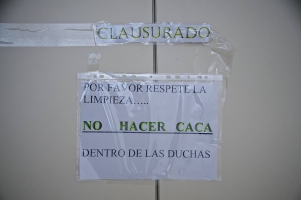 CLAUSURADO
POR FAVOR RESPETE LA
LIMPIEZA.....
NO HACER CACA
DENTRO DE LAS DUCHAS